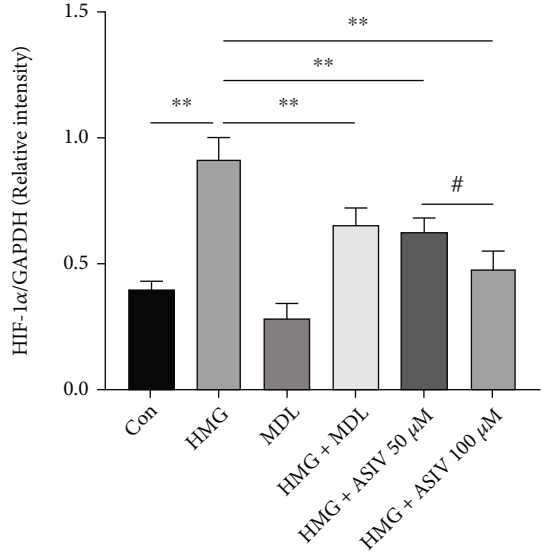 1.5
**
**
**
**
1.0
#
0.5
0.0
HIF-1α/GAPDH (Relative intensity)
Con
HMG
MDL
HMG + MDL
HMG + ASIV 50 μM
HMG + ASIV 100 μM